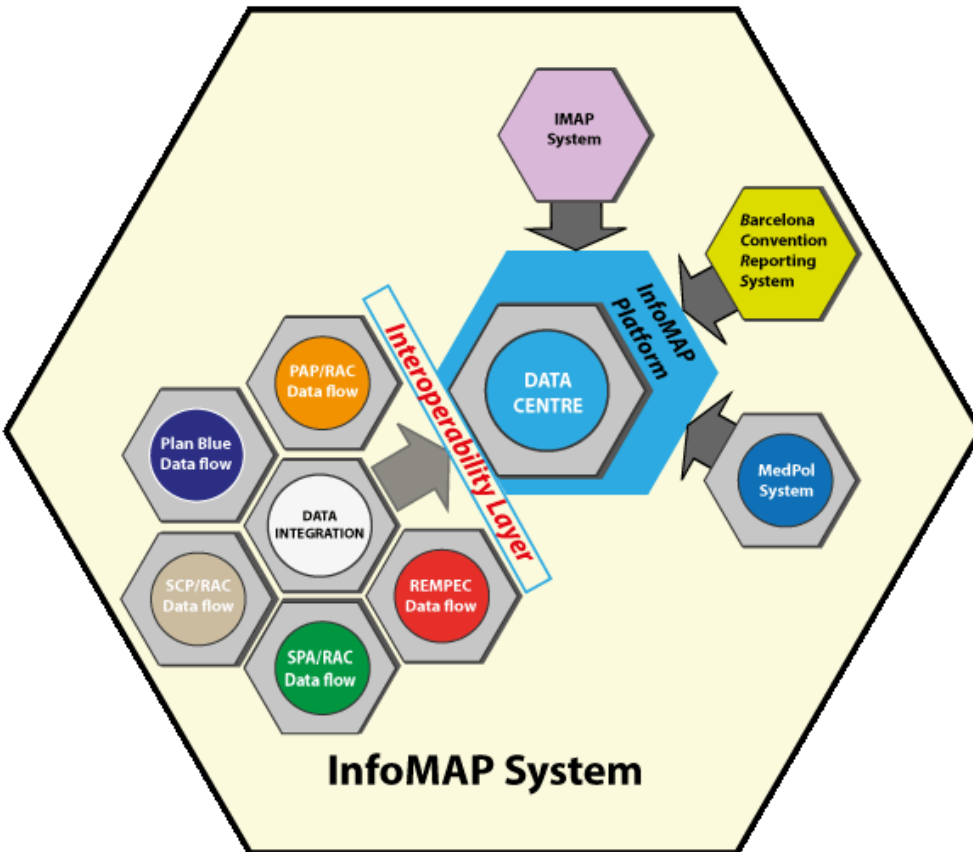 IMAP
System
Barcelona
Convention
Reporting
System
InfoMAP
Platform
DATA
CENTRE
Interoperability Layer
PAP/RAC
Data flow
Plan Blue
Data flow
DATA
INTEGRATION
MedPol
System
SCP/RAC
Data flow
REMPEC
Data flow
SPA/RAC
Data flow
InfoMAP System